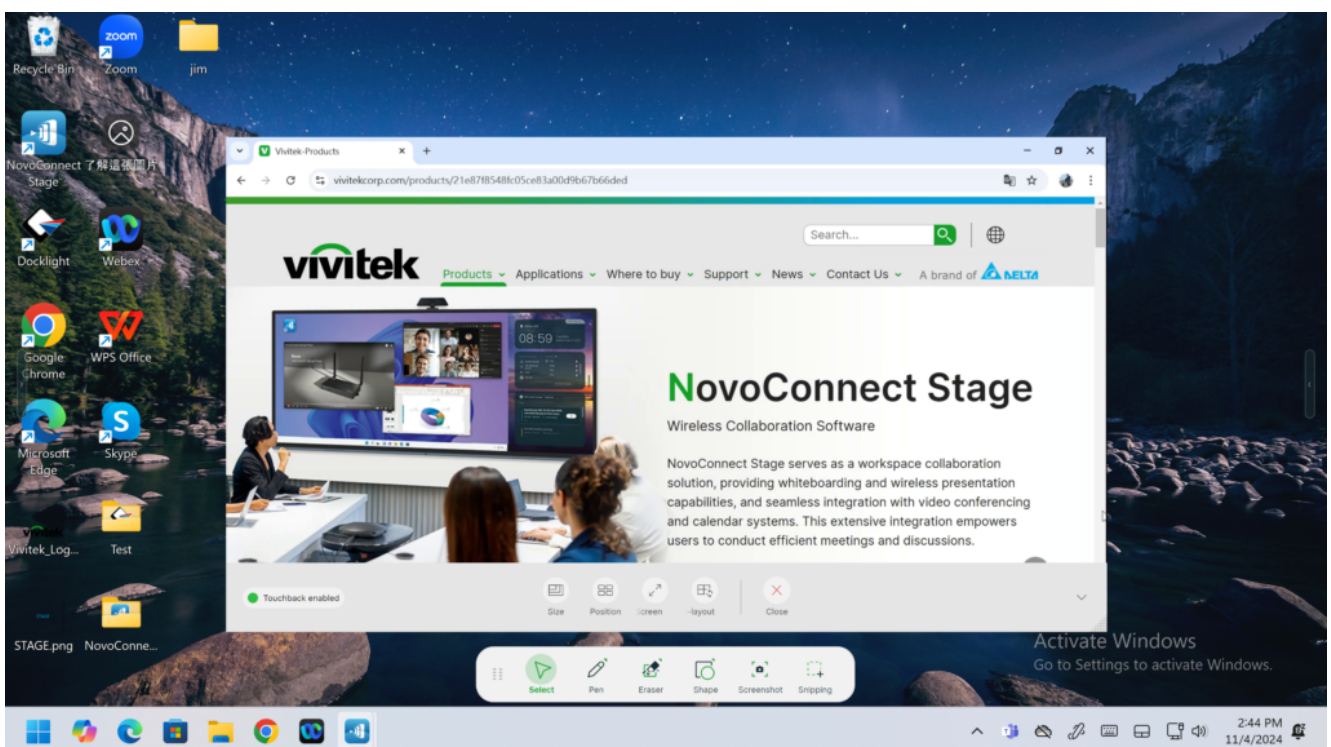 Recycle Bin
zoom
Zoom
jim
NovoConnect
Stage
了解這張圖片
Docklight
Webex
Google
Chrome
WPS Office
Microsoft
Edge
Skype
vivitek
Vivitek_Log...
Test
STAGE.png
NovoConne...
Vivitek-Products
vivitekcorp.com/products/21e87f8548fc05ce83a00d9b67b66ded
Search...
vivitek
Products
Applications
Where to buy
Support
News
Contact Us
A brand of
DELTA
08:59
NovoConnect Stage
Wireless Collaboration Software
NovoConnect Stage serves as a workspace collaboration
solution, providing whiteboarding and wireless presentation
capabilities, and seamless integration with video conferencing
and calendar systems. This extensive integration empowers
users to conduct efficient meetings and discussions.
Touchback enabled
Size
Position
creen
-layout
Close
Activate Windows
Go to Settings to activate Windows.
Select
Pen
Eraser
Shape
Screenshot
Snipping
2:44 PM
11/4/2024